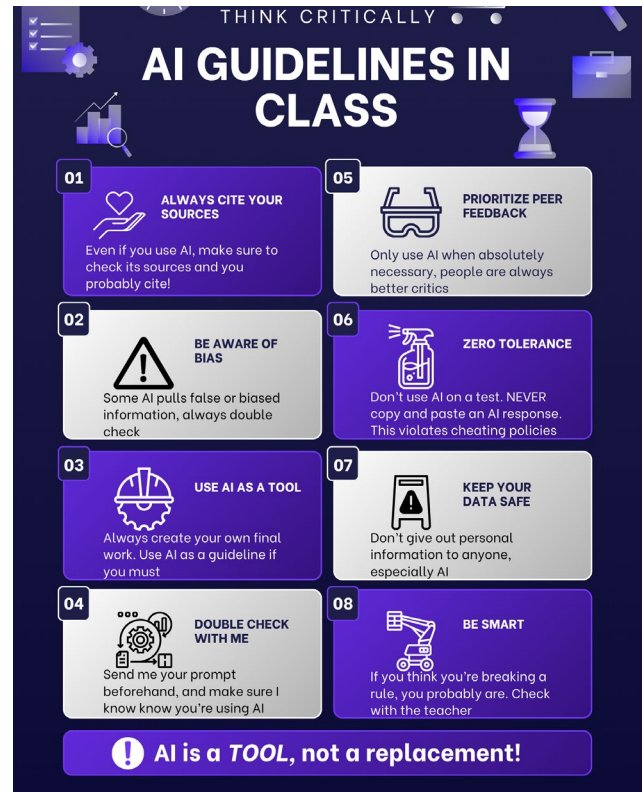 THINK CRITICALLY
AI GUIDELINES IN
CLASS
01
ALWAYS CITE YOUR
SOURCES
Even if you use AI, make sure to
check its sources and you
probably cite!
02
BE AWARE OF
BIAS
Some AI pulls false or biased
information, always double
check
03
USE AI AS A TOOL
Always create your own final
work. Use AI as a guideline if
you must
04
DOUBLE CHECK
WITH ME
Send me your prompt
beforehand, and make sure I
know know you're using AI
05
PRIORITIZE PEER
FEEDBACK
Only use AI when absolutely
necessary, people are always
better critics
06
ZERO TOLERANCE
Don't use AI on a test. NEVER
copy and paste an AI response.
This violates cheating policies
07
KEEP YOUR
DATA SAFE
Don't give out personal
information to anyone,
especially AI
08
BE SMART
If you think you're breaking a
rule, you probably are. Check
with the teacher
AI is a TOOL, not a replacement!